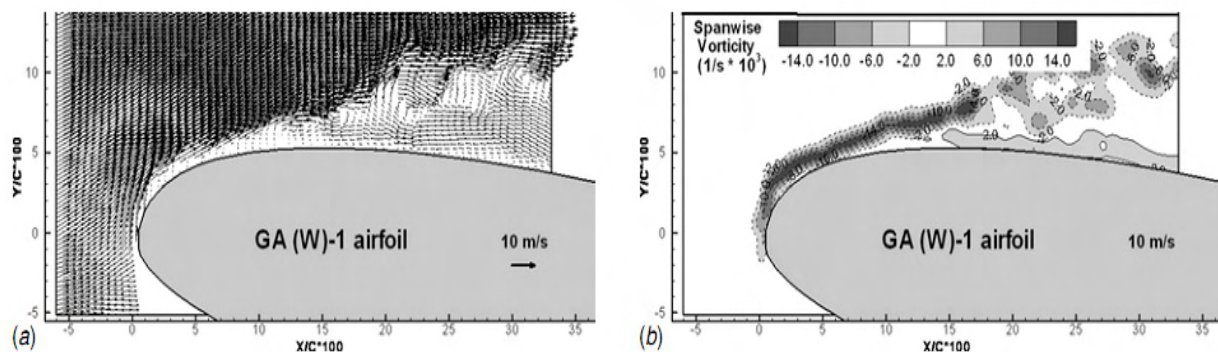 Y/C*100
10
5
0
-5
GA (W)-1 airfoil
10 m/s
-5 0 5 10 15 20 25 30 35
X/C*100
(a)
Spanwise
Vorticity
(1/s * 10³)
-14.0 -10.0 -6.0 -2.0 2.0 6.0 10.0 14.0
Y/C*100
10
5
0
-5
2.0
GA (W)-1 airfoil
10 m/s
-5 0 5 10 15 20 25 30
X/C*100
(b)